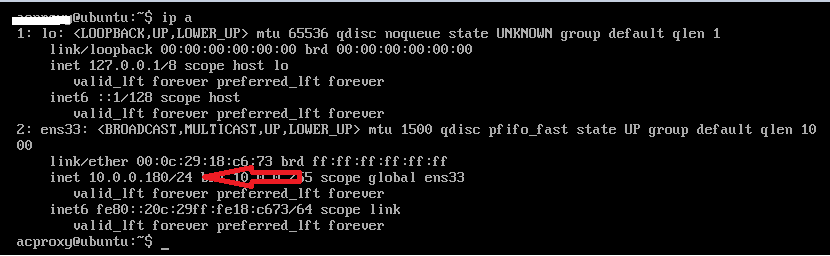 acproxy@ubuntu:~$ ip a
1: lo: <LOOPBACK,UP,LOWER_UP> mtu 65536 qdisc noqueue state UNKNOWN group default qlen 1
link/loopback 00:00:00:00:00:00 brd 00:00:00:00:00:00
inet 127.0.0.1/8 scope host lo
valid_lft forever preferred_lft forever
inet6 ::1/128 scope host
valid_lft forever preferred_lft forever
2: ens33: <BROADCAST,MULTICAST,UP,LOWER_UP> mtu 1500 qdisc pfifo_fast state UP group default qlen 10
00
link/ether 00:0c:29:18:c6:73 brd ff:ff:ff:ff:ff:ff
inet 10.0.0.180/24 scope global ens33
valid_lft forever preferred_lft forever
inet6 fe80::20c:29ff:fe18:c673/64 scope link
valid_lft forever preferred_lft forever
acproxy@ubuntu:~$ _